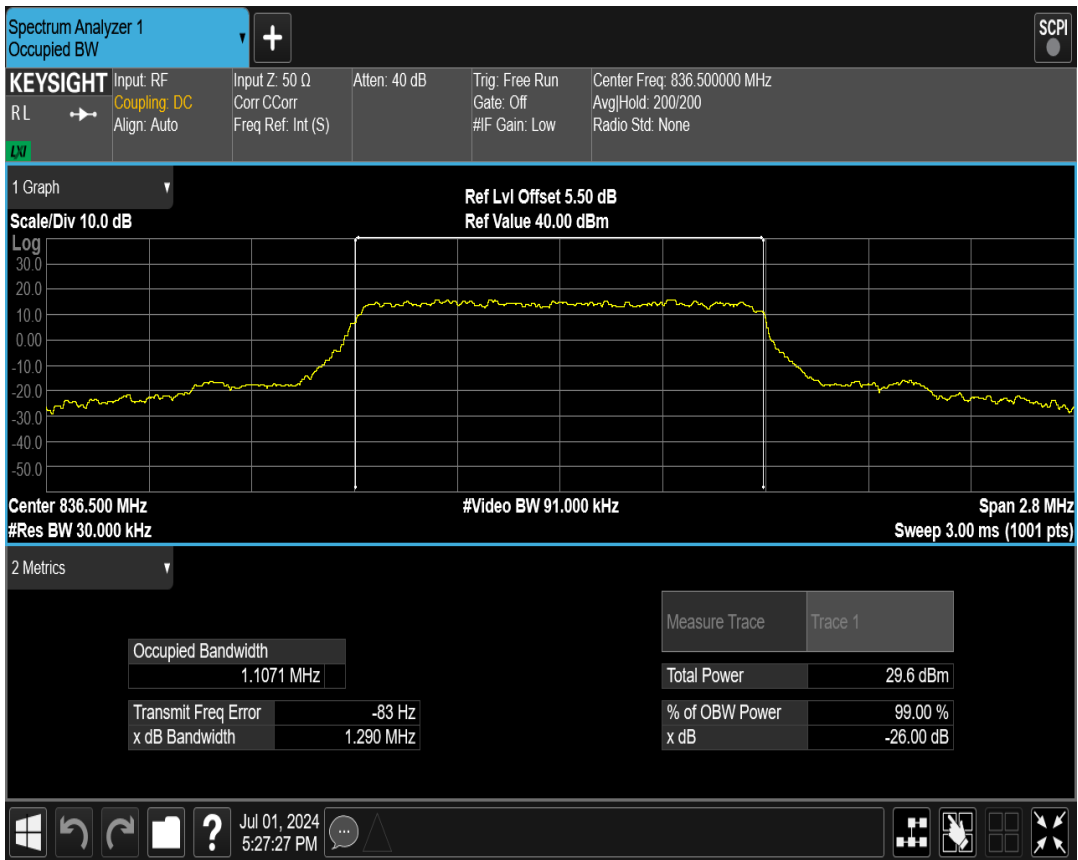 Spectrum Analyzer 1
Occupied BW
+
SCPI
KEYSIGHT
RL
LXI
Input: RF
Coupling: DC
Align: Auto
Input Z: 50 Ω
Corr CCorr
Freq Ref: Int (S)
Atten: 40 dB
Trig: Free Run
Gate: Off
#IF Gain: Low
Center Freq: 836.500000 MHz
Avg|Hold: 200/200
Radio Std: None
1 Graph
Scale/Div 10.0 dB
Ref Lvl Offset 5.50 dB
Ref Value 40.00 dBm
Log
30.0
20.0
10.0
0.00
-10.0
-20.0
-30.0
-40.0
-50.0
Center 836.500 MHz
#Video BW 91.000 kHz
Span 2.8 MHz
#Res BW 30.000 kHz
Sweep 3.00 ms (1001 pts)
2 Metrics
Measure Trace Trace 1
Occupied Bandwidth
1.1071 MHz
Total Power 29.6 dBm
Transmit Freq Error -83 Hz
% of OBW Power 99.00 %
x dB Bandwidth 1.290 MHz
x dB -26.00 dB
?
Jul 01, 2024
5:27:27 PM